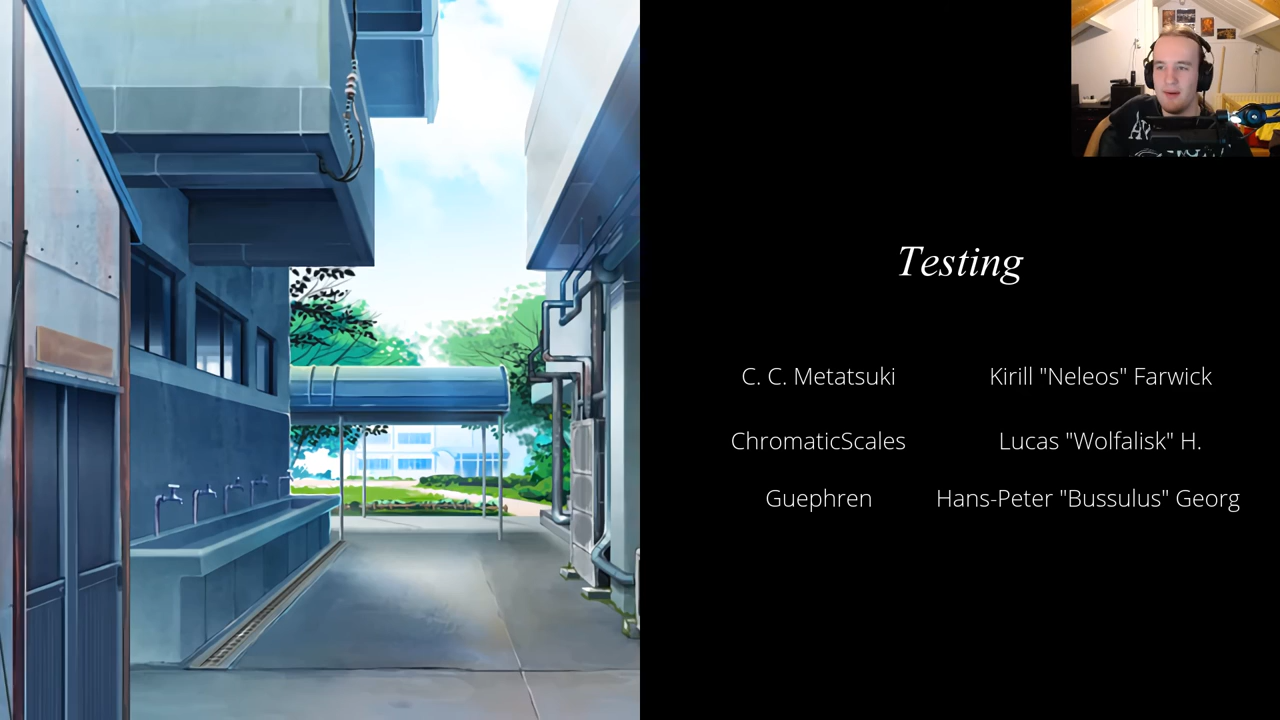 Testing
C. C. Metatsuki
Kirill "Neleos" Farwick
ChromaticScales
Lucas "Wolfalisk" H.
Guephren
Hans-Peter "Bussulus" Georg